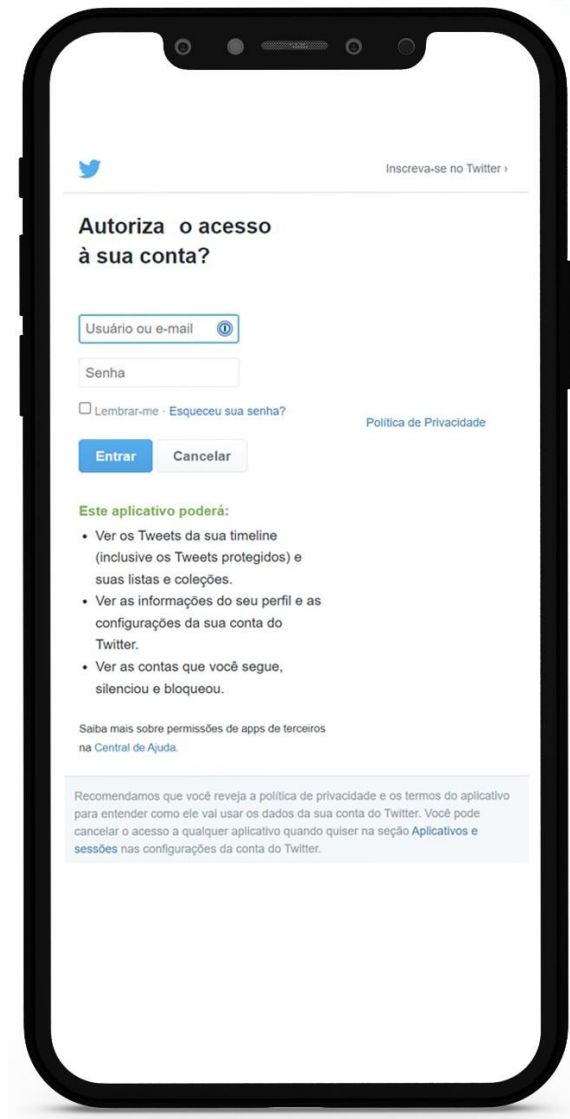 Inscreva-se no Twitter ›
Autoriza o acesso
à sua conta?
Usuário ou e-mail
Senha
Lembrar-me · Esqueceu sua senha?
Política de Privacidade
Entrar Cancelar
Este aplicativo poderá:
• Ver os Tweets da sua timeline
(inclusive os Tweets protegidos) e
suas listas e coleções.
• Ver as informações do seu perfil e as
configurações da sua conta do
Twitter.
• Ver as contas que você segue,
silenciou e bloqueou.
Saiba mais sobre permissões de apps de terceiros
na Central de Ajuda.
Recomendamos que você reveja a política de privacidade e os termos do aplicativo
para entender como ele vai usar os dados da sua conta do Twitter. Você pode
cancelar o acesso a qualquer aplicativo quando quiser na seção Aplicativos e
sessões nas configurações da conta do Twitter.